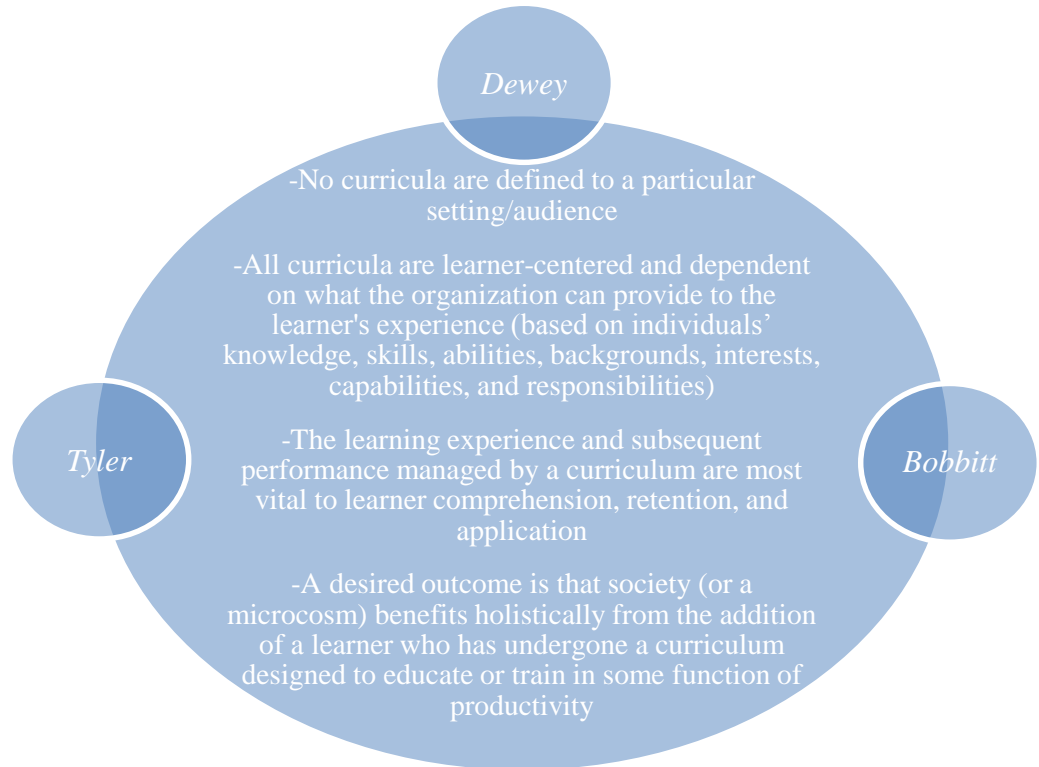 Dewey
-No curricula are defined to a particular
setting/audience
-All curricula are learner-centered and dependent
on what the organization can provide to the
learner's experience (based on individuals’
knowledge, skills, abilities, backgrounds, interests,
capabilities, and responsibilities)
Tyler
-The learning experience and subsequent
performance managed by a curriculum are most
vital to learner comprehension, retention, and
application
Bobbitt
-A desired outcome is that society (or a
microcosm) benefits holistically from the addition
of a learner who has undergone a curriculum
designed to educate or train in some function of
productivity